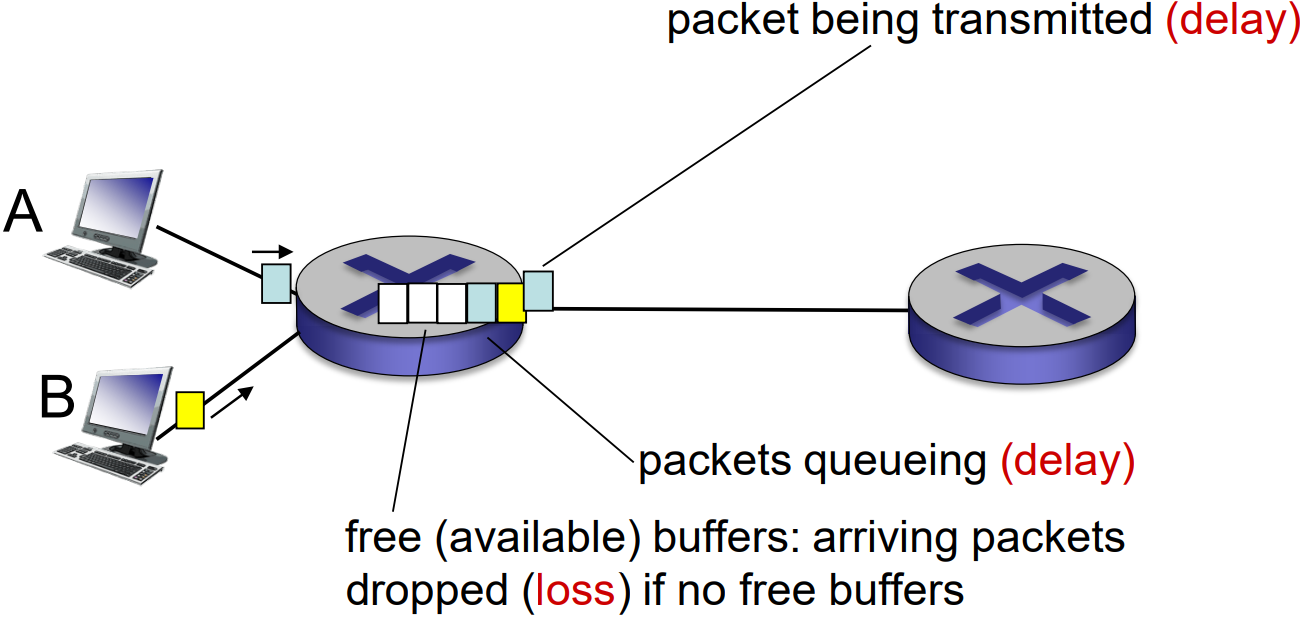 packet being transmitted (delay)
A
B
packets queueing (delay)
free (available) buffers: arriving packets
dropped (loss) if no free buffers